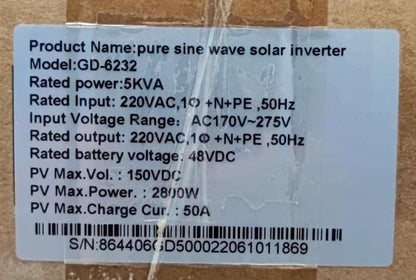 Product Name:pure sine wave solar inverter
Model:GD-6232
Rated power:5KVA
Rated Input: 220VAC,1Φ +N+PE ,50Hz
Input Voltage Range： AC170V~275V
Rated output: 220VAC,1Φ +N+PE ,50Hz
Rated battery voltage: 48VDC
PV Max.Vol. : 150VDC
PV Max.Power. : 2800W
PV Max.Charge Cur. : 50A
S/N:864406GD500022061011869